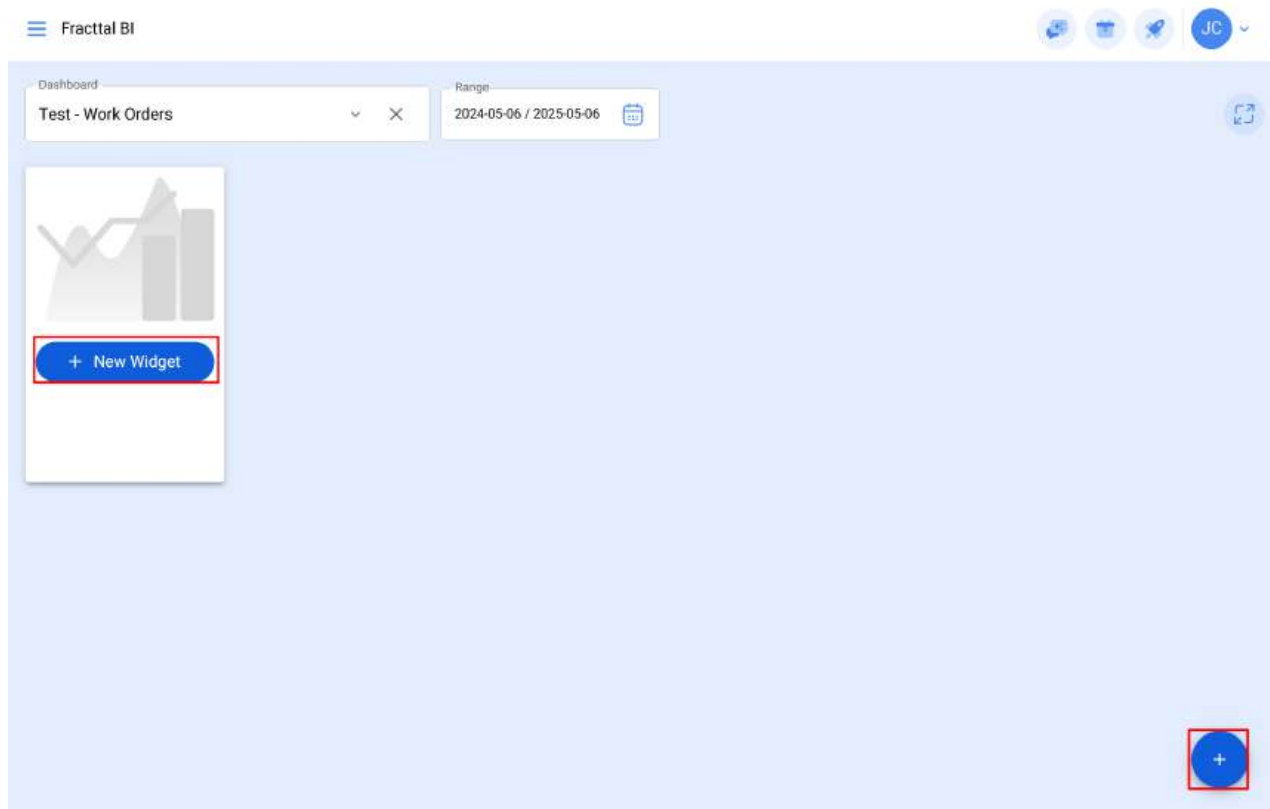 Fracttal BI
JC
Dashboard
Test - Work Orders
Range
2024-05-06 / 2025-05-06
+ New Widget
+